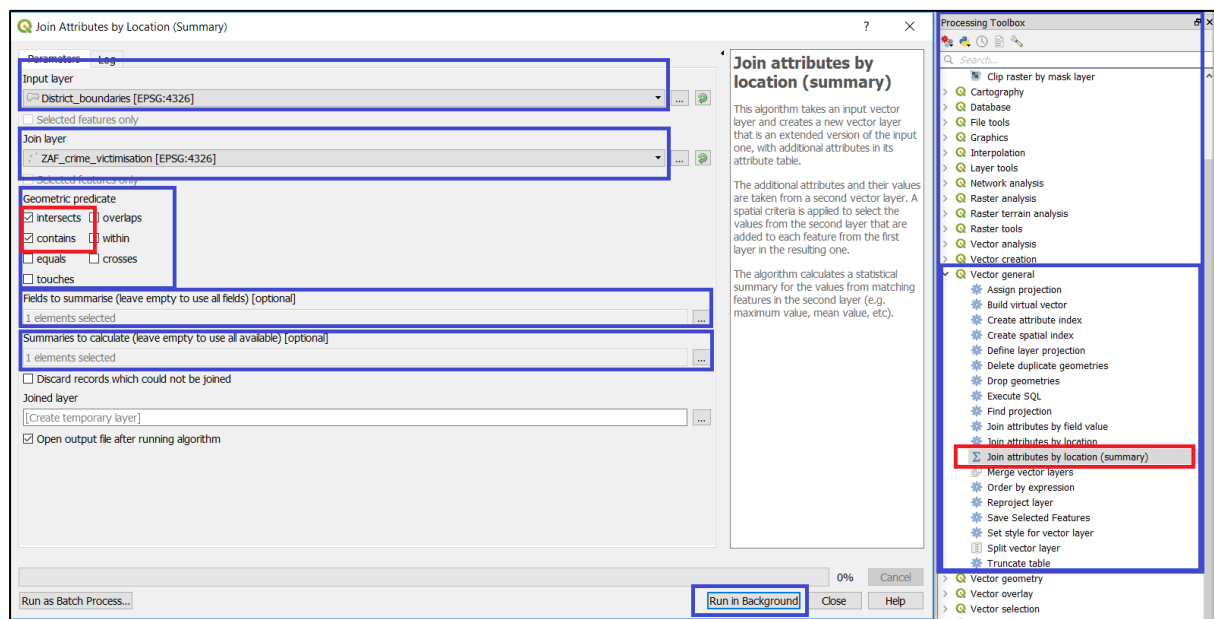 Join Attributes by Location (Summary)
? ×
Parameters Log
Input layer
District_boundaries [EPSG:4326]
...
Selected features only
Join layer
ZAF_crime_victimisation [EPSG:4326]
...
Selected features only
Geometric predicate
intersects overlaps
contains within
equals crosses
touches
Fields to summarise (leave empty to use all fields) [optional]
1 elements selected
...
Summaries to calculate (leave empty to use all available) [optional]
1 elements selected
...
Discard records which could not be joined
Joined layer
[Create temporary layer]
...
Open output file after running algorithm
0% Cancel
Run as Batch Process...
Run in Background Close Help
Join attributes by
location (summary)
This algorithm takes an input vector
layer and creates a new vector layer
that is an extended version of the input
one, with additional attributes in its
attribute table.
The additional attributes and their values
are taken from a second vector layer. A
spatial criteria is applied to select the
values from the second layer that are
added to each feature from the first
layer in the resulting one.
The algorithm calculates a statistical
summary for the values from matching
features in the second layer (e.g.
maximum value, mean value, etc).
Processing Toolbox
Search...
Clip raster by mask layer
Cartography
Database
File tools
Graphics
Interpolation
Layer tools
Network analysis
Raster analysis
Raster terrain analysis
Raster tools
Vector analysis
Vector creation
Vector general
Assign projection
Build virtual vector
Create attribute index
Create spatial index
Define layer projection
Delete duplicate geometries
Drop geometries
Execute SQL
Find projection
Join attributes by field value
Join attributes by location
Join attributes by location (summary)
Merge vector layers
Order by expression
Reproject layer
Save Selected Features
Set style for vector layer
Split vector layer
Truncate table
Vector geometry
Vector overlay
Vector selection